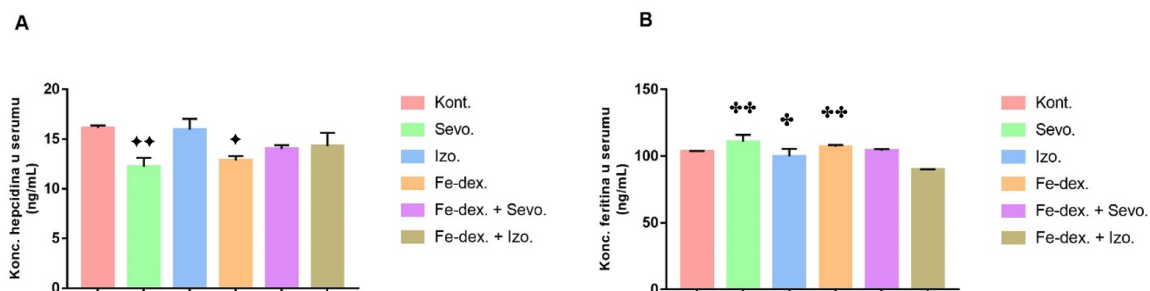 A
Konc. hepcidina u serumu
(ng/mL)
20
15
10
5
0
Kont.
Sevo.
Izo.
Fe-dex.
Fe-dex. + Sevo.
Fe-dex. + Izo.
B
Konc. feritina u serumu
(ng/mL)
150
100
50
0
Kont.
Sevo.
Izo.
Fe-dex.
Fe-dex. + Sevo.
Fe-dex. + Izo.